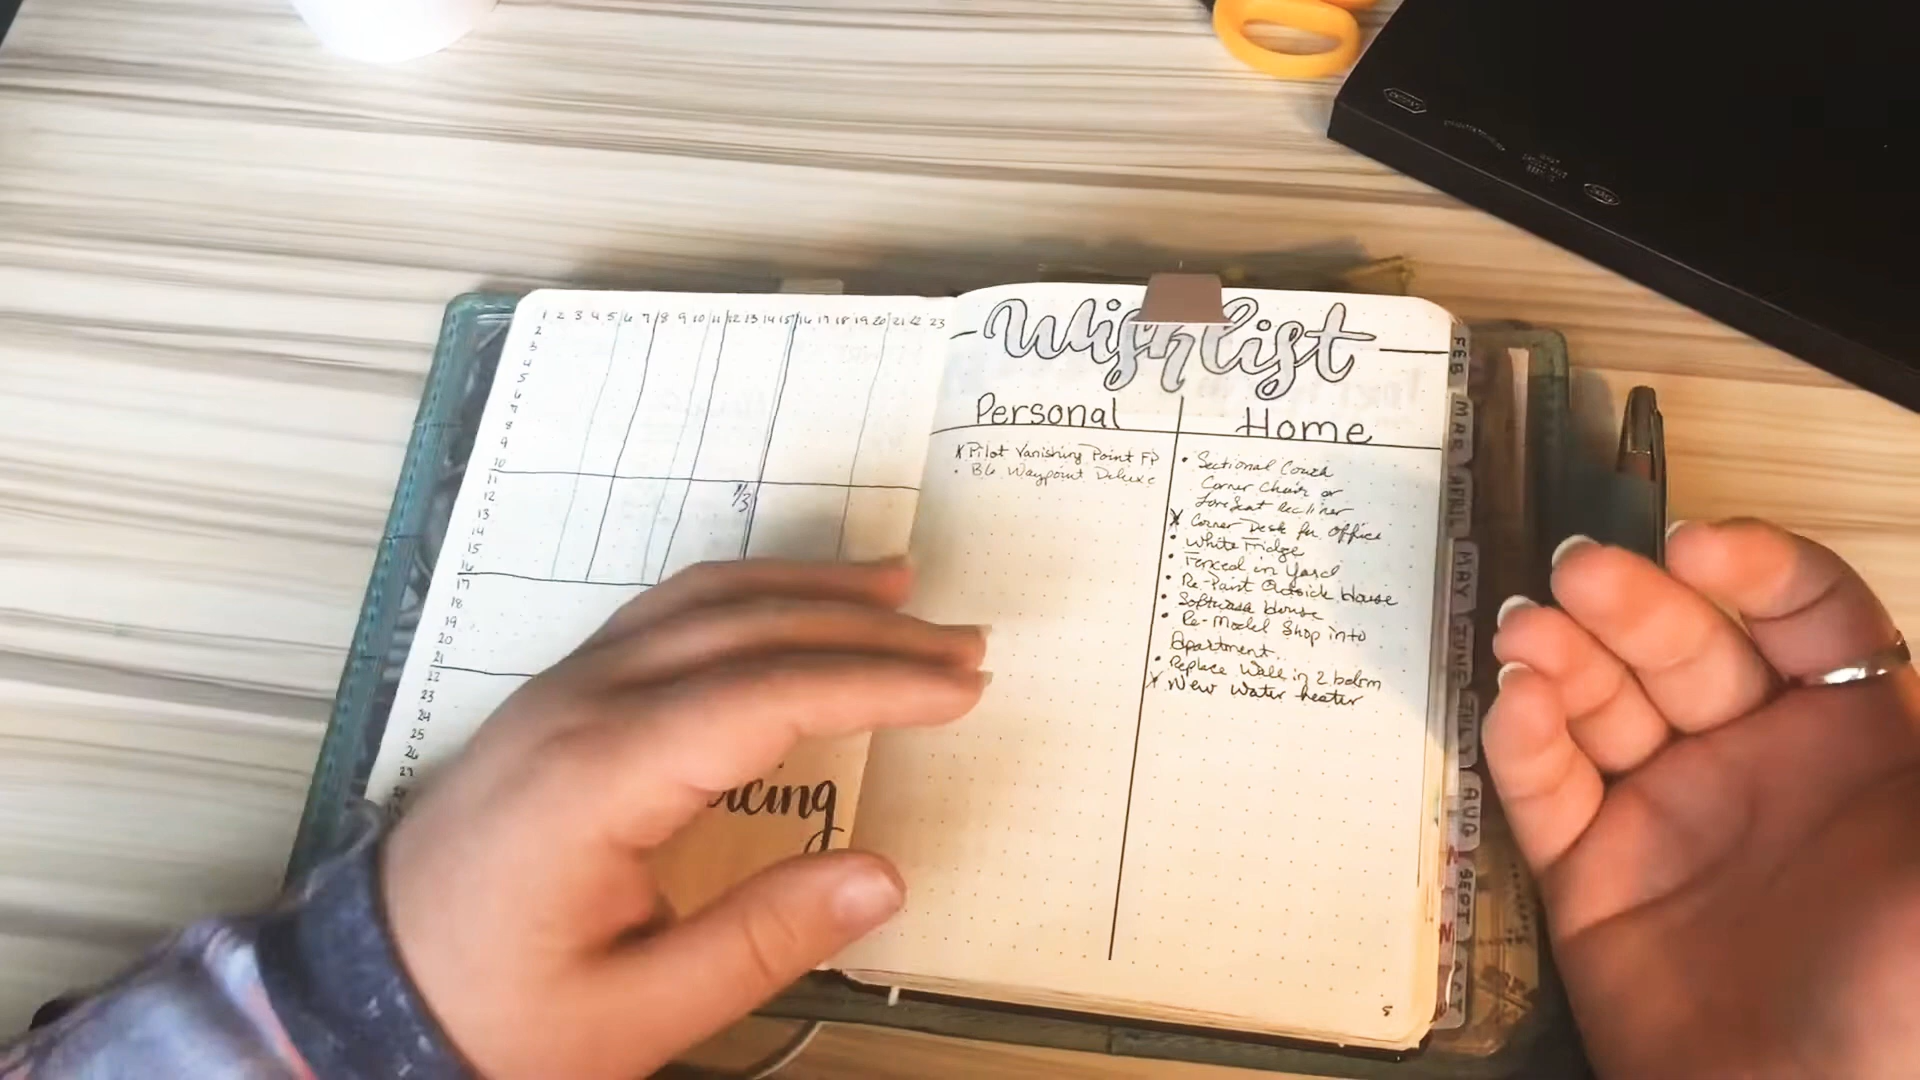 1 2 3 4 5 6 7 8 9 10 11 12 13 14 15 16 17 18 19 20 21 22 23
2
3
4
5
6
7
8
9
10
11
12
13
14
15
16
17
18
19
20
21
22
23
24
25
26
27
1/3
icing
Wishlist
Personal
Home
x Pilot Vanishing Point FP
• B6 Waypoint Deluxe
• Sectional Couch
Corner Chair or
LoveSeat Recliner
x Corner Desk for Office
• White Fridge
• Fenced in Yard
• Re-Paint Outside House
• Softwash House
• Re-Model Shop into
Apartment
• Replace Wall in 2 bdrm
x New Water heater
5
FEB
MAR
APRIL
MAY
JUNE
JULY
AUG
SEPT
OCT